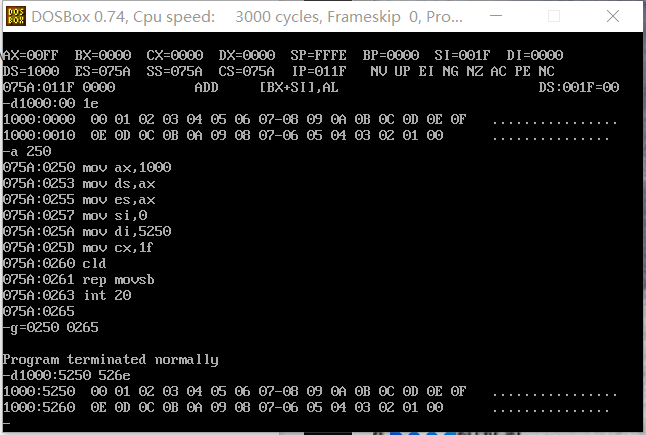 DOS BOX DOSBox 0.74, Cpu speed: 3000 cycles, Frameskip 0, Pro...
AX=00FF BX=0000 CX=0000 DX=0000 SP=FFFE BP=0000 SI=001F DI=0000
DS=1000 ES=075A SS=075A CS=075A IP=011F NV UP EI NG NZ AC PE NC
075A:011F 0000 ADD [BX+SI],AL DS:001F=00
-d1000:00 1e
1000:0000 00 01 02 03 04 05 06 07-08 09 0A 0B 0C 0D 0E 0F ................
1000:0010 0E 0D 0C 0B 0A 09 08 07-06 05 04 03 02 01 00 ...............
-a 250
075A:0250 mov ax,1000
075A:0253 mov ds,ax
075A:0255 mov es,ax
075A:0257 mov si,0
075A:025A mov di,5250
075A:025D mov cx,1f
075A:0260 cld
075A:0261 rep movsb
075A:0263 int 20
075A:0265
-g=0250 0265
Program terminated normally
-d1000:5250 526e
1000:5250 00 01 02 03 04 05 06 07-08 09 0A 0B 0C 0D 0E 0F ................
1000:5260 0E 0D 0C 0B 0A 09 08 07-06 05 04 03 02 01 00 ...............
-